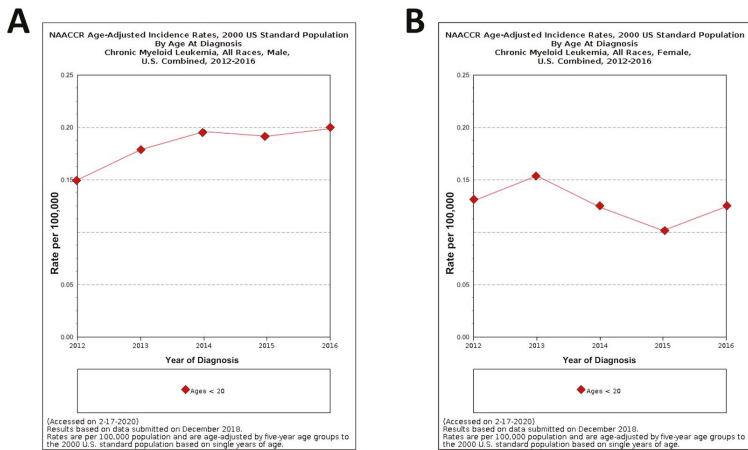 A
NAACCR Age-Adjusted Incidence Rates, 2000 US Standard Population
By Age At Diagnosis
Chronic Myeloid Leukemia, All Races, Male,
U.S. Combined, 2012-2016
0.25
0.20
0.15
0.05
0.00
Rate per 100,000
2012
2013
2014
2015
2016
Year of Diagnosis
Ages < 20
(Accessed on 2-17-2020)
Results based on data submitted on December 2018.
Rates are per 100,000 population and are age-adjusted by five-year age groups to
the 2000 U.S. standard population based on single years of age.
B
NAACCR Age-Adjusted Incidence Rates, 2000 US Standard Population
By Age At Diagnosis
Chronic Myeloid Leukemia, All Races, Female,
U.S. Combined, 2012-2016
0.25
0.20
0.15
0.05
0.00
Rate per 100,000
2012
2013
2014
2015
2016
Year of Diagnosis
Ages < 20
(Accessed on 2-17-2020)
Results based on data submitted on December 2018.
Rates are per 100,000 population and are age-adjusted by five-year age groups to
the 2000 U.S. standard population based on single years of age.